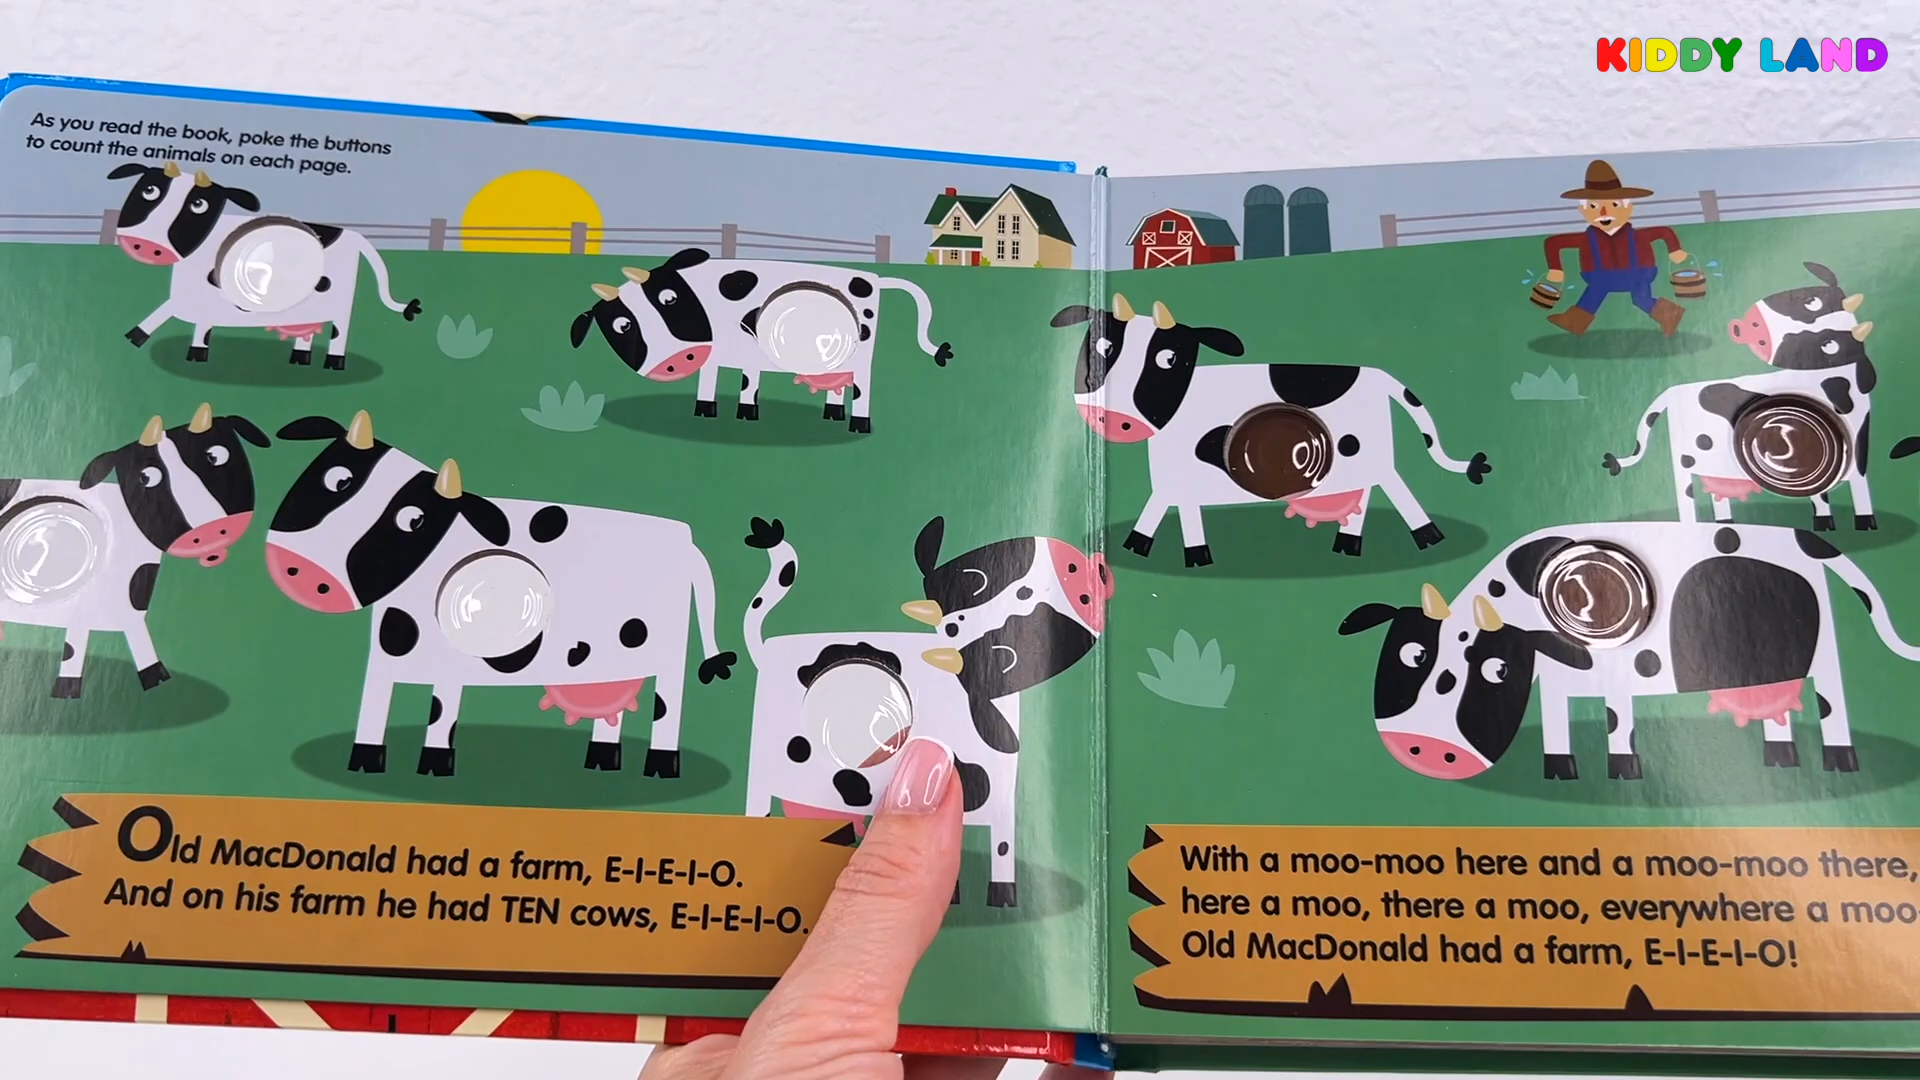 KIDDY LAND
As you read the book, poke the buttons
to count the animals on each page.
Old MacDonald had a farm, E-I-E-I-O.
And on his farm he had TEN cows, E-I-E-I-O.
With a moo-moo here and a moo-moo there,
here a moo, there a moo, everywhere a moo
Old MacDonald had a farm, E-I-E-I-O!